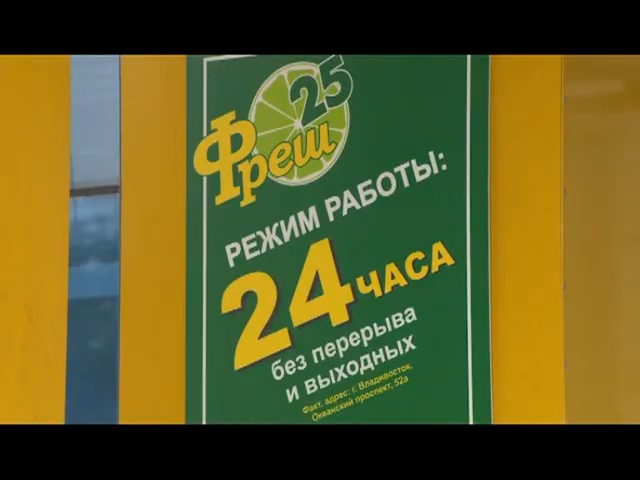 Фреш 25
РЕЖИМ РАБОТЫ:
24 ЧАСА
без перерыва
и выходных
Факт. адрес: г. Владивосток,
Океанский проспект, 52а